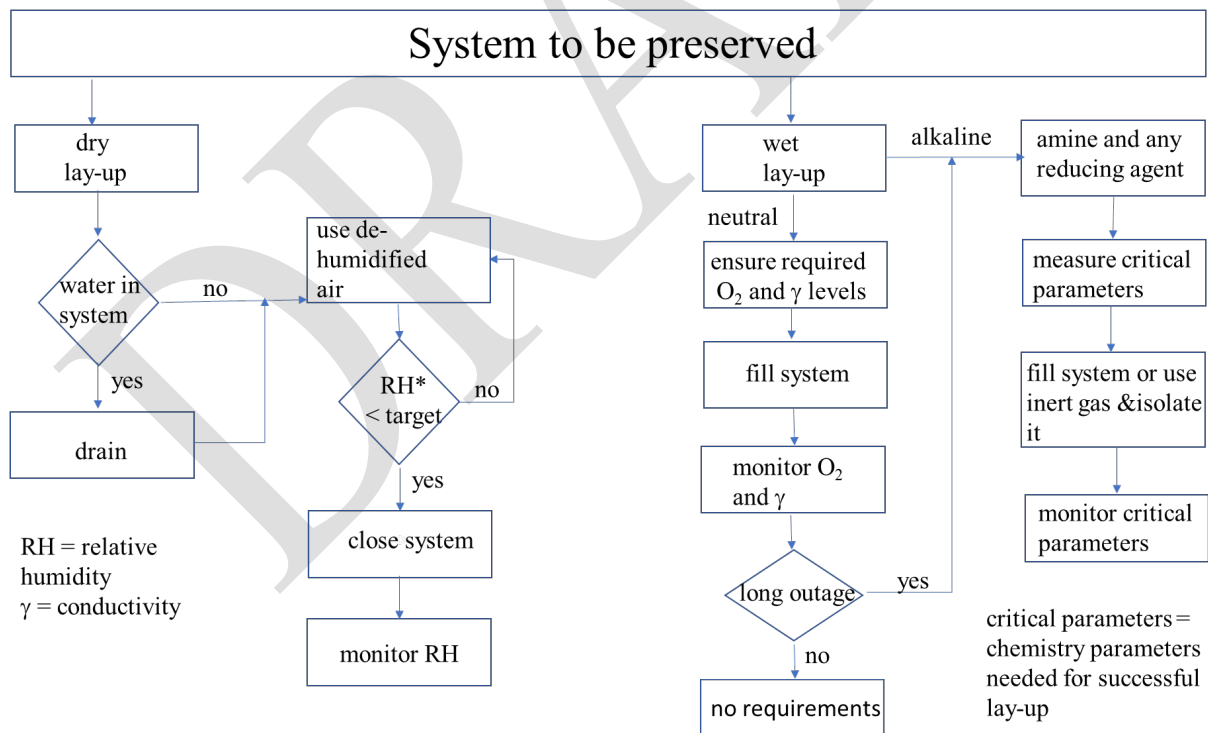 System to be preserved
dry
lay-up
water in
system
no
yes
drain
use de-
humidified
air
RH*
< target
no
yes
close system
monitor RH
RH = relative
humidity
γ = conductivity
wet
lay-up
alkaline
neutral
ensure required
O₂ and γ levels
fill system
monitor O₂
and γ
long outage
yes
no
no requirements
amine and any
reducing agent
measure critical
parameters
fill system or use
inert gas &isolate
it
monitor critical
parameters
critical parameters =
chemistry parameters
needed for successful
lay-up